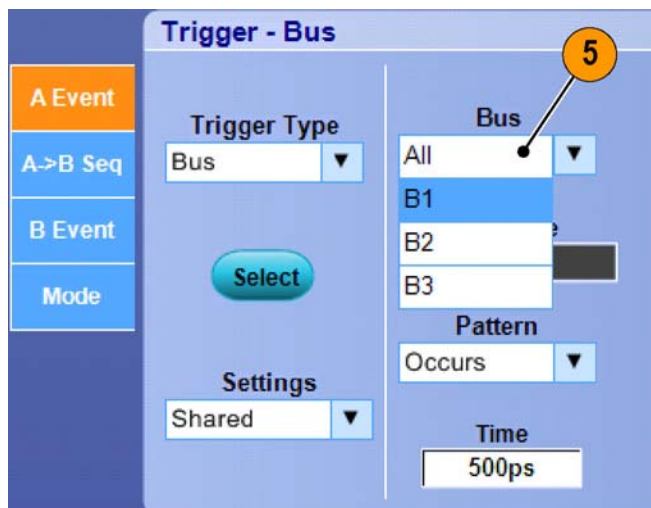 Trigger - Bus
5
A Event
A->B Seq
B Event
Mode
Trigger Type
Bus
Select
Settings
Shared
Bus
All
B1
B2
B3
Pattern
Occurs
Time
500ps